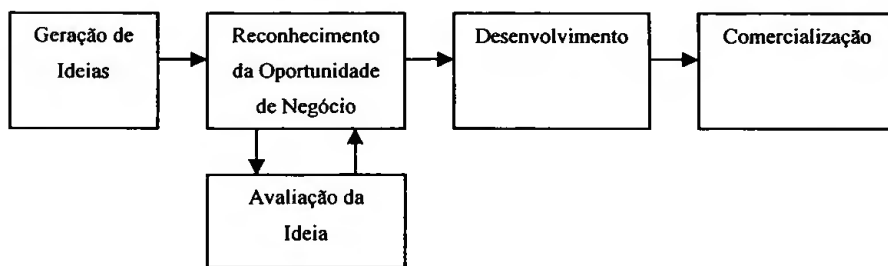 Geração de
Ideias
Reconhecimento
da Oportunidade
de Negócio
Desenvolvimento
Comercialização
Avaliação da
Ideia